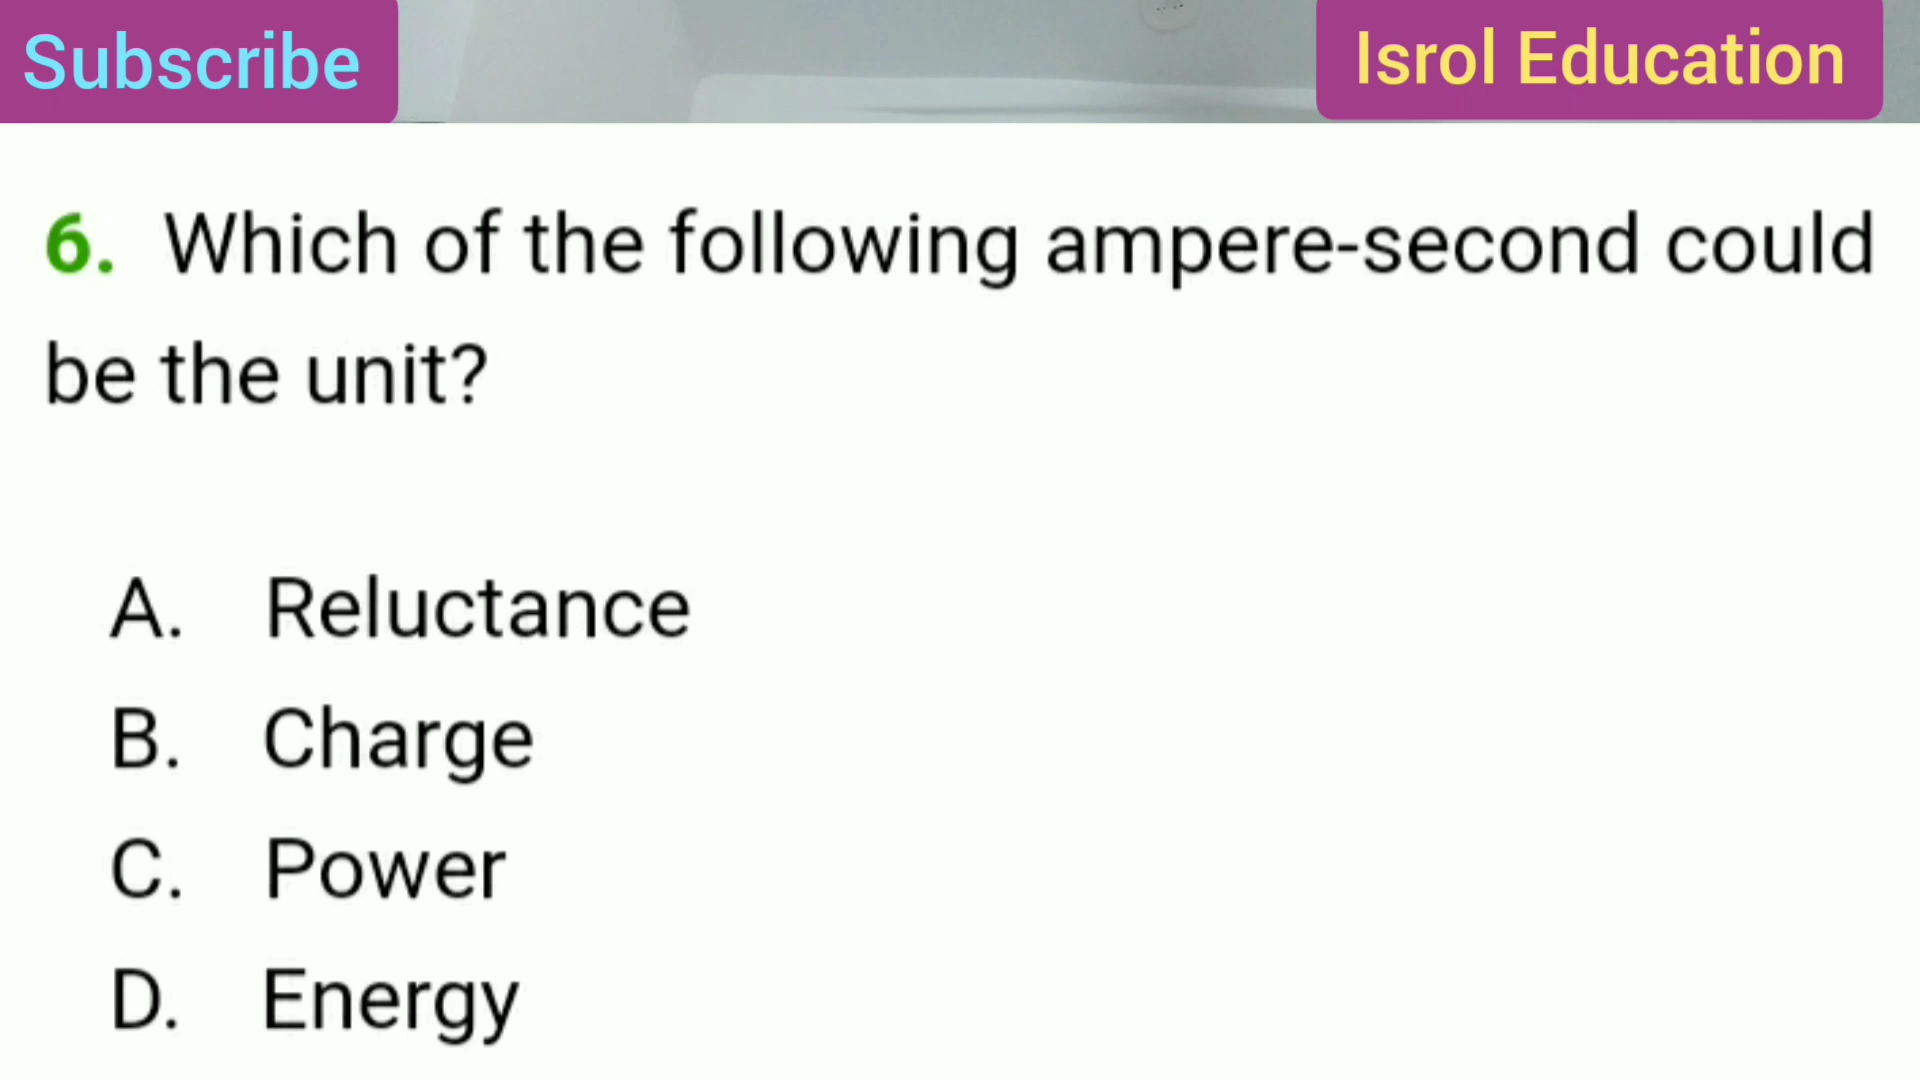 Subscribe
Isrol Education
6. Which of the following ampere-second could
be the unit?
A. Reluctance
B. Charge
C. Power
D. Energy